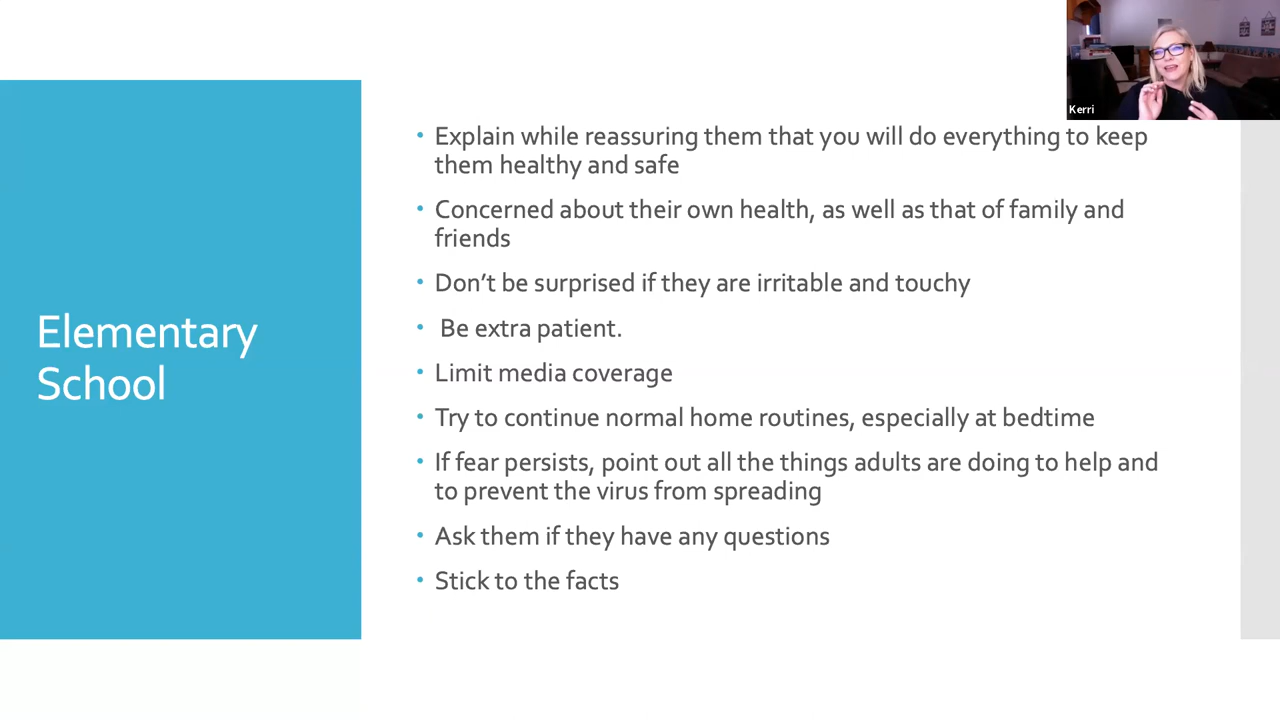 Kerri
Elementary
School
• Explain while reassuring them that you will do everything to keep
them healthy and safe
• Concerned about their own health, as well as that of family and
friends
• Don’t be surprised if they are irritable and touchy
• Be extra patient.
• Limit media coverage
• Try to continue normal home routines, especially at bedtime
• If fear persists, point out all the things adults are doing to help and
to prevent the virus from spreading
• Ask them if they have any questions
• Stick to the facts